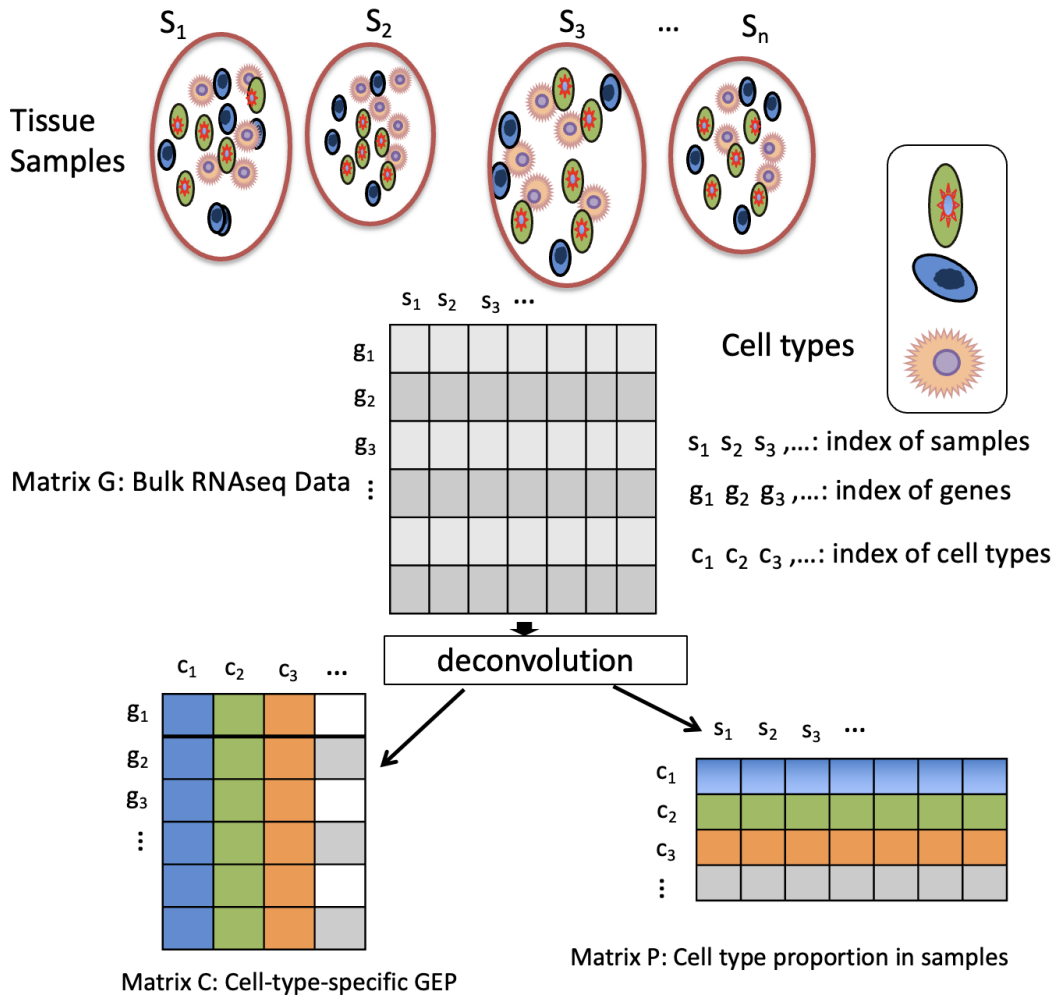 S1 S2 S3 ... Sn
Tissue
Samples
s1 s2 s3 ...
g1
g2
g3
⋮
Cell types
Matrix G: Bulk RNAseq Data
s1 s2 s3 ,...: index of samples
g1 g2 g3 ,...: index of genes
c1 c2 c3 ,...: index of cell types
deconvolution
c1 c2 c3 ...
g1
g2
g3
⋮
Matrix C: Cell-type-specific GEP
s1 s2 s3 ...
c1
c2
c3
⋮
Matrix P: Cell type proportion in samples